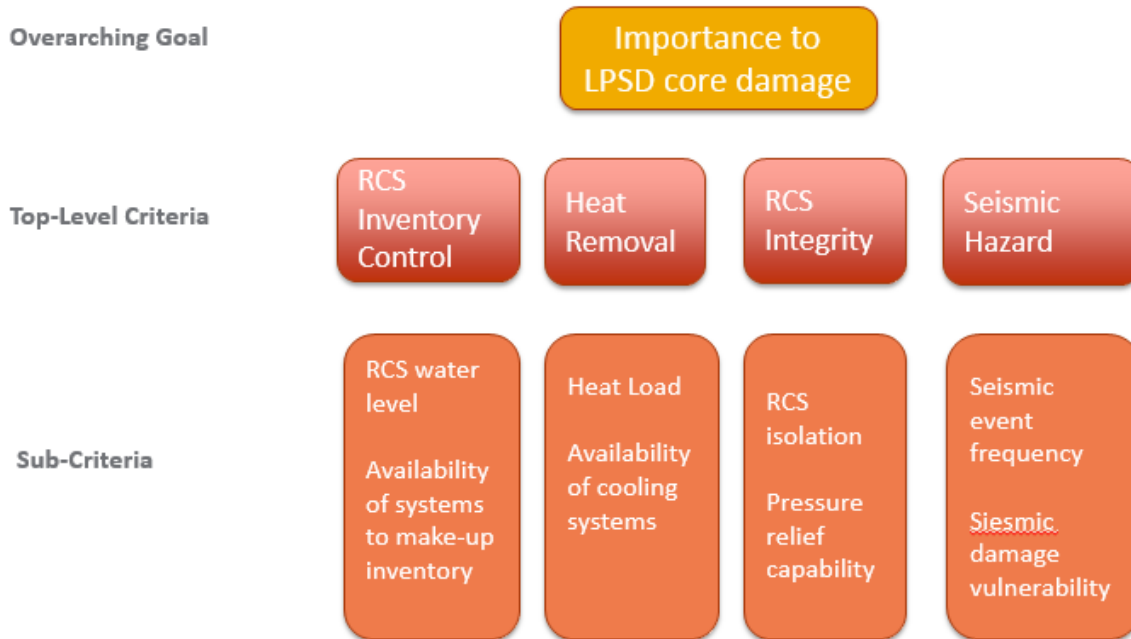 Overarching Goal
Importance to
LPSD core damage
Top-Level Criteria
RCS
Inventory
Control
Heat
Removal
RCS
Integrity
Seismic
Hazard
Sub-Criteria
RCS water
level
Availability
of systems
to make-up
inventory
Heat Load
Availability
of cooling
systems
RCS
isolation
Pressure
relief
capability
Seismic
event
frequency
Siesmic
damage
vulnerability